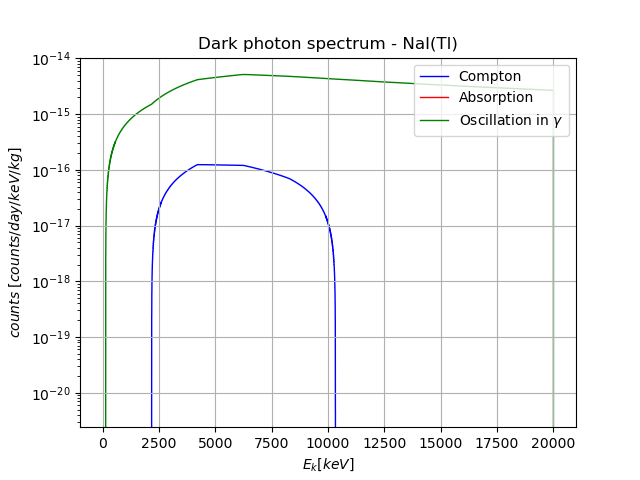 Dark photon spectrum - NaI(Tl)
Compton
Absorption
Oscillation in γ
10⁻¹⁴
10⁻¹⁵
10⁻¹⁶
10⁻¹⁷
10⁻¹⁸
10⁻¹⁹
10⁻²⁰
counts [counts/day/keV/kg]
0 2500 5000 7500 10000 12500 15000 17500 20000
E_k[keV]